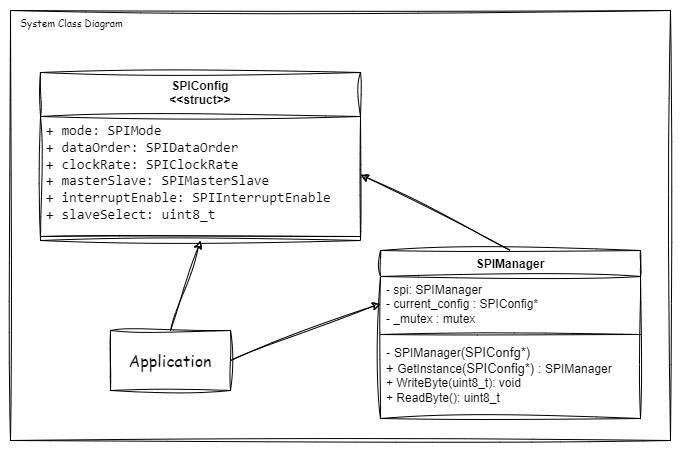 System Class Diagram
SPIConfig
<<struct>>
+ mode: SPIMode
+ dataOrder: SPIDataOrder
+ clockRate: SPIClockRate
+ masterSlave: SPIMasterSlave
+ interruptEnable: SPIInterruptEnable
+ slaveSelect: uint8_t
SPIManager
- spi: SPIManager
- current_config : SPIConfig*
- _mutex : mutex
- SPIManager(SPIConfg*)
+ GetInstance(SPIConfig*) : SPIManager
+ WriteByte(uint8_t): void
+ ReadByte(): uint8_t
Application